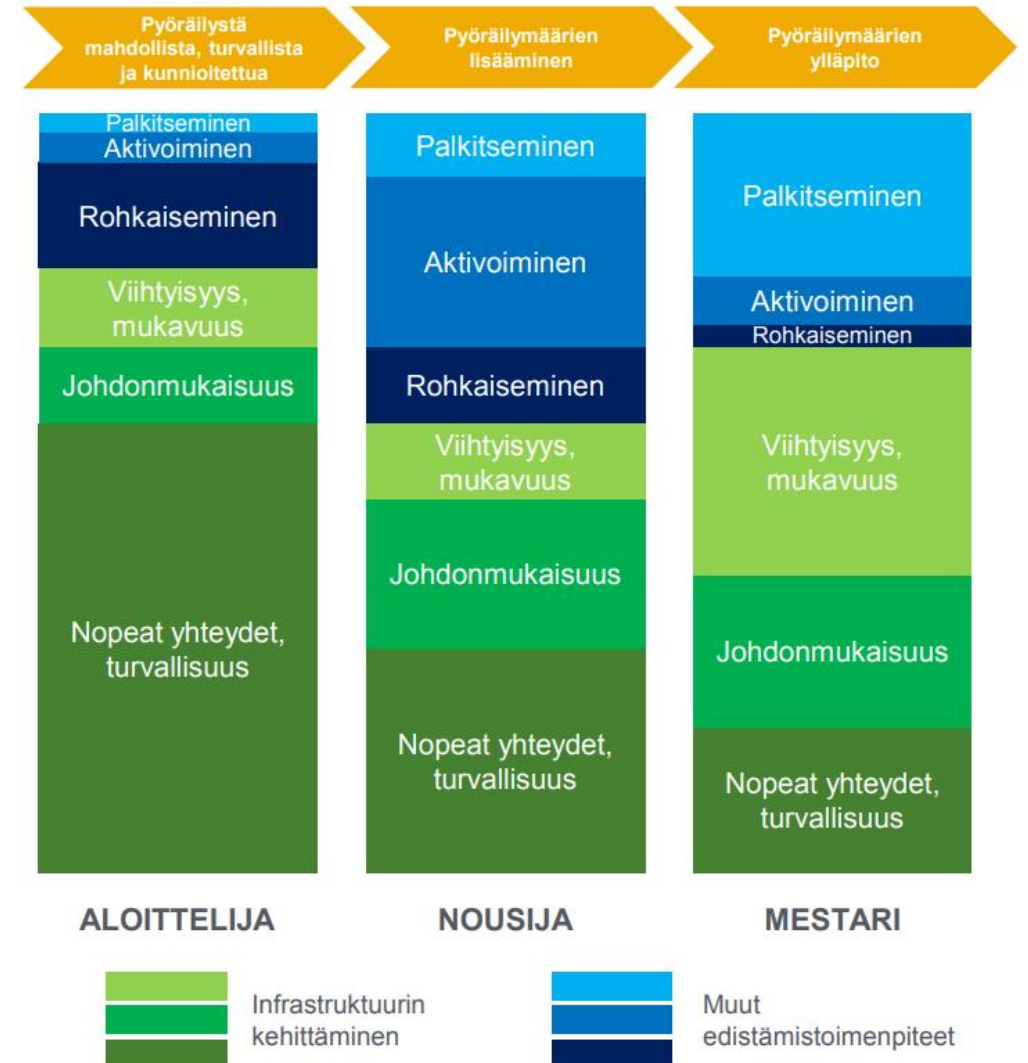 Pyöräilystä
mahdollista, turvallista
ja kunnioitettua
Pyöräilymäärien
lisääminen
Pyöräilymäärien
ylläpito
Palkitseminen
Aktivoiminen
Rohkaiseminen
Viihtyisyys,
mukavuus
Johdonmukaisuus
Nopeat yhteydet,
turvallisuus
ALOITTELIJA
Palkitseminen
Aktivoiminen
Rohkaiseminen
Viihtyisyys,
mukavuus
Johdonmukaisuus
Nopeat yhteydet,
turvallisuus
NOUSIJA
Palkitseminen
Aktivoiminen
Rohkaiseminen
Viihtyisyys,
mukavuus
Johdonmukaisuus
Nopeat yhteydet,
turvallisuus
MESTARI
Infrastruktuurin
kehittäminen
Muut
edistämistoimenpiteet